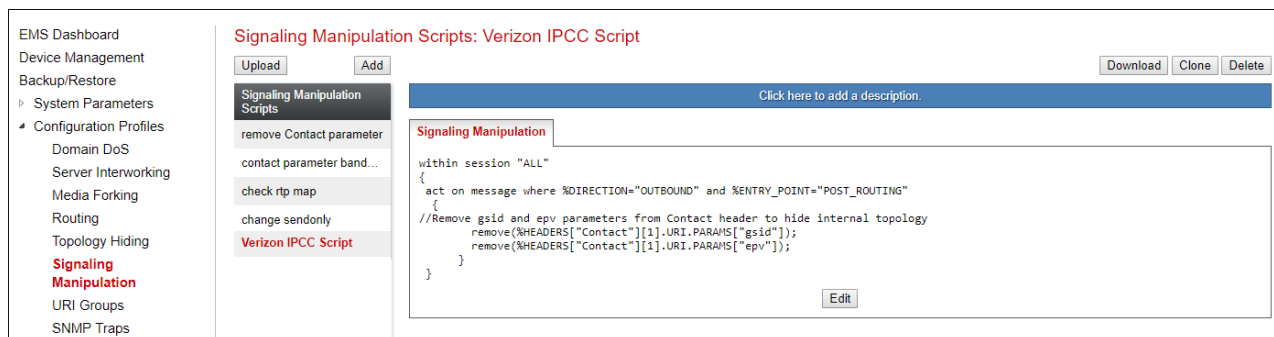 EMS Dashboard
Device Management
Backup/Restore
System Parameters
Configuration Profiles
Domain DoS
Server Interworking
Media Forking
Routing
Topology Hiding
Signaling
Manipulation
URI Groups
SNMP Traps
Signaling Manipulation Scripts: Verizon IPCC Script
Upload Add
Download Clone Delete
Signaling Manipulation
Scripts
remove Contact parameter
contact parameter band...
check rtp map
change sendonly
Verizon IPCC Script
Click here to add a description.
Signaling Manipulation
within session "ALL"
{
act on message where %DIRECTION="OUTBOUND" and %ENTRY_POINT="POST_ROUTING"
{
//Remove gsid and epv parameters from Contact header to hide internal topology
remove(%HEADERS["Contact"][1].URI.PARAMS["gsid"]);
remove(%HEADERS["Contact"][1].URI.PARAMS["epv"]);
}
}
Edit